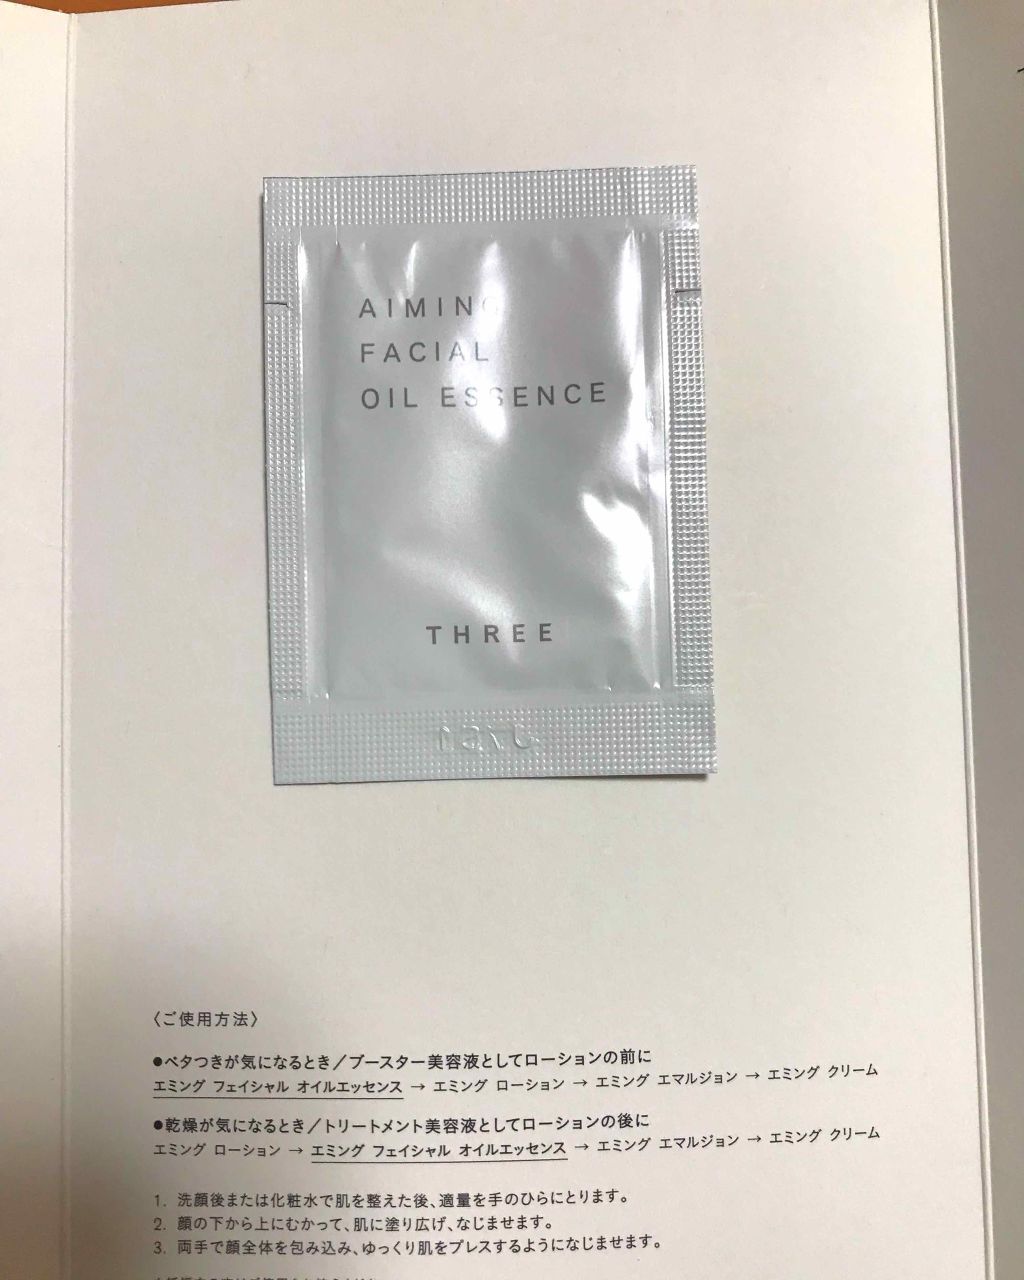 AIMING
FACIAL
OIL ESSENCE
THREE
〈ご使用方法〉
●ベタつきが気になるとき／ブースター美容液としてローションの前に
エミング フェイシャル オイルエッセンス → エミング ローション → エミング エマルジョン → エミング クリーム
●乾燥が気になるとき／トリートメント美容液としてローションの後に
エミング ローション → エミング フェイシャル オイルエッセンス → エミング エマルジョン → エミング クリーム
1. 洗顔後または化粧水で肌を整えた後、適量を手のひらにとります。
2. 顔の下から上にむかって、肌に塗り広げ、なじませます。
3. 両手で顔全体を包み込み、ゆっくり肌をプレスするようになじませます。